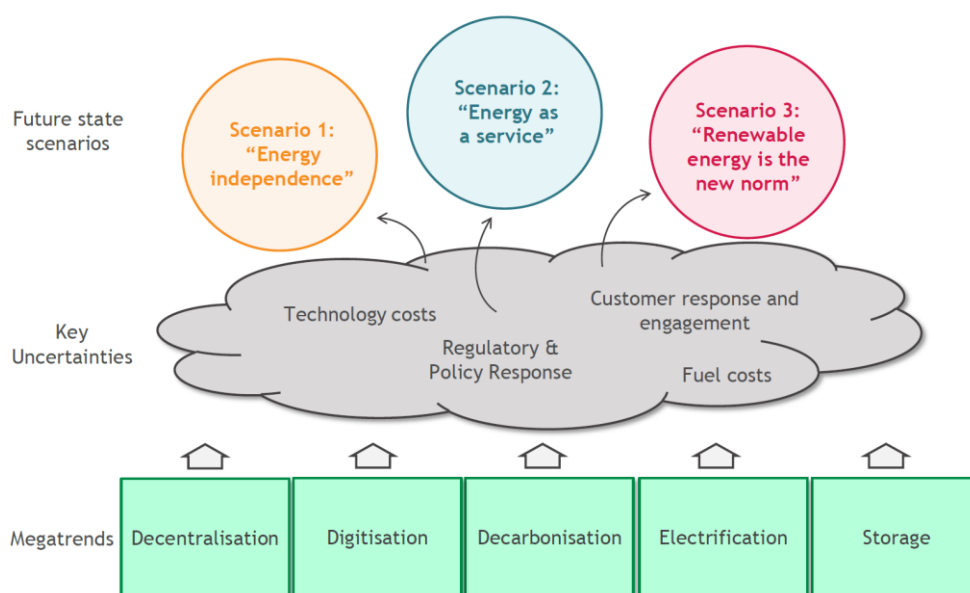 Future state
scenarios
Scenario 1:
“Energy
independence”
Scenario 2:
“Energy as
a service”
Scenario 3:
“Renewable
energy is the
new norm”
Key
Uncertainties
Technology costs
Regulatory &
Policy Response
Customer response and
engagement
Fuel costs
Megatrends
Decentralisation
Digitisation
Decarbonisation
Electrification
Storage